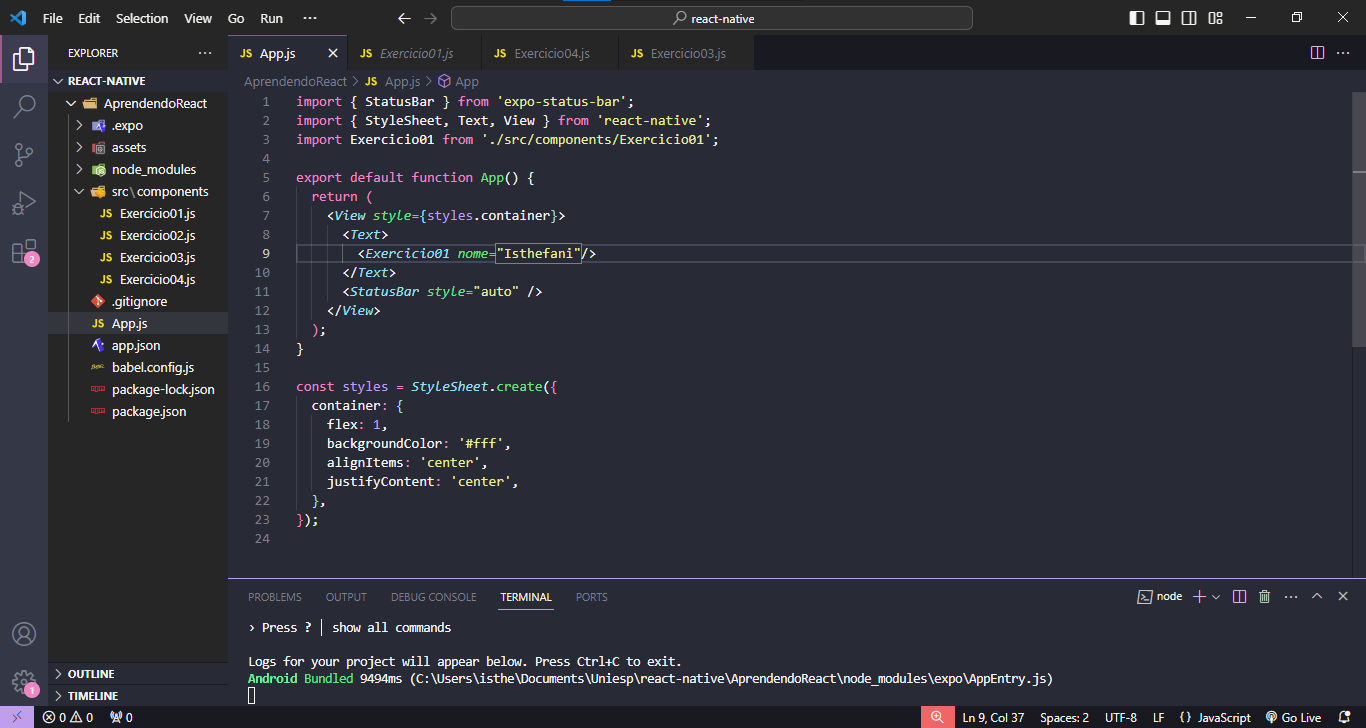 File Edit Selection View Go Run ··· react-native
EXPLORER ···
REACT-NATIVE
AprendendoReact
.expo
assets
node_modules
src\components
Exercicio01.js
Exercicio02.js
Exercicio03.js
Exercicio04.js
.gitignore
App.js
app.json
babel.config.js
package-lock.json
package.json
OUTLINE
TIMELINE
2
1
JS App.js JS Exercicio01.js JS Exercicio04.js JS Exercicio03.js
AprendendoReact > JS App.js > App
1 import { StatusBar } from 'expo-status-bar';
2 import { StyleSheet, Text, View } from 'react-native';
3 import Exercicio01 from './src/components/Exercicio01';
4
5 export default function App() {
6 return (
7 <View style={styles.container}>
8 <Text>
9 <Exercicio01 nome="Isthefani"/>
10 </Text>
11 <StatusBar style="auto" />
12 </View>
13 );
14 }
15
16 const styles = StyleSheet.create({
17 container: {
18 flex: 1,
19 backgroundColor: '#fff',
20 alignItems: 'center',
21 justifyContent: 'center',
22 },
23 });
24
PROBLEMS OUTPUT DEBUG CONSOLE TERMINAL PORTS node
› Press ? │ show all commands
Logs for your project will appear below. Press Ctrl+C to exit.
Android Bundled 9494ms (C:\Users\isthe\Documents\Uniesp\react-native\AprendendoReact\node_modules\expo\AppEntry.js)
0 0 0 Ln 9, Col 37 Spaces: 2 UTF-8 LF {} JavaScript Go Live